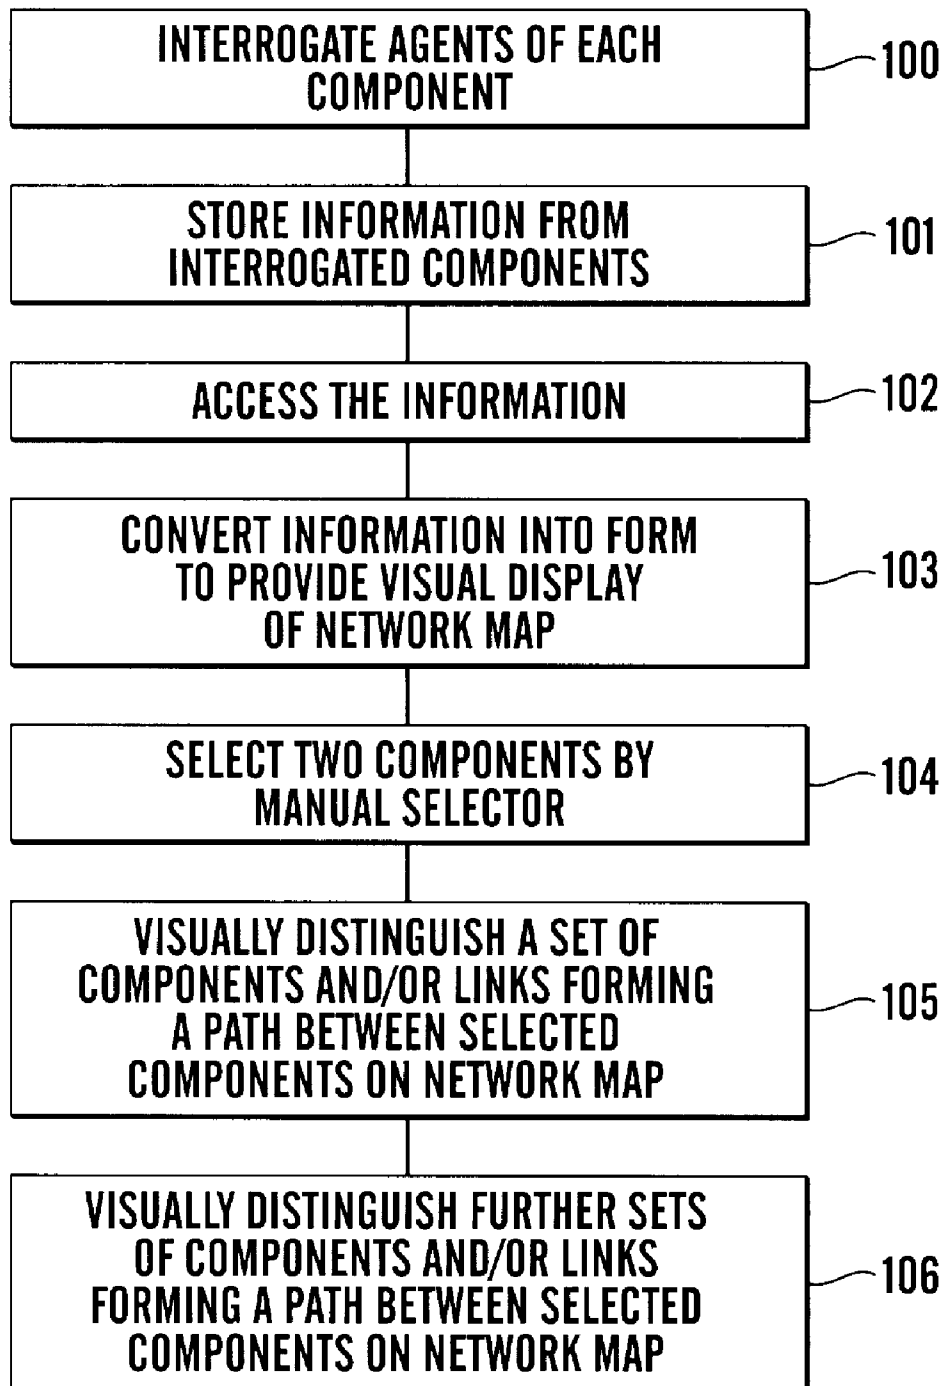 INTERROGATE AGENTS OF EACH
COMPONENT
100
STORE INFORMATION FROM
INTERROGATED COMPONENTS
101
ACCESS THE INFORMATION
102
CONVERT INFORMATION INTO FORM
TO PROVIDE VISUAL DISPLAY
OF NETWORK MAP
103
SELECT TWO COMPONENTS BY
MANUAL SELECTOR
104
VISUALLY DISTINGUISH A SET OF
COMPONENTS AND/OR LINKS FORMING
A PATH BETWEEN SELECTED
COMPONENTS ON NETWORK MAP
105
VISUALLY DISTINGUISH FURTHER SETS
OF COMPONENTS AND/OR LINKS
FORMING A PATH BETWEEN SELECTED
COMPONENTS ON NETWORK MAP
106